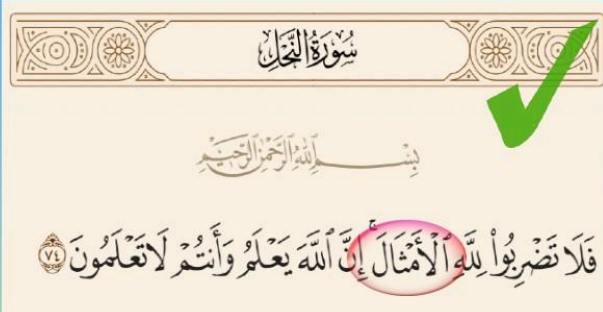 سُورَةُ النَّحْلِ
بِسْمِ ٱللَّهِ ٱلرَّحْمَٰنِ ٱلرَّحِيمِ
فَلَا تَضْرِبُوا۟ لِلَّهِ ٱلْأَمْثَالَ ۚ إِنَّ ٱللَّهَ يَعْلَمُ وَأَنتُمْ لَا تَعْلَمُونَ ٧٤